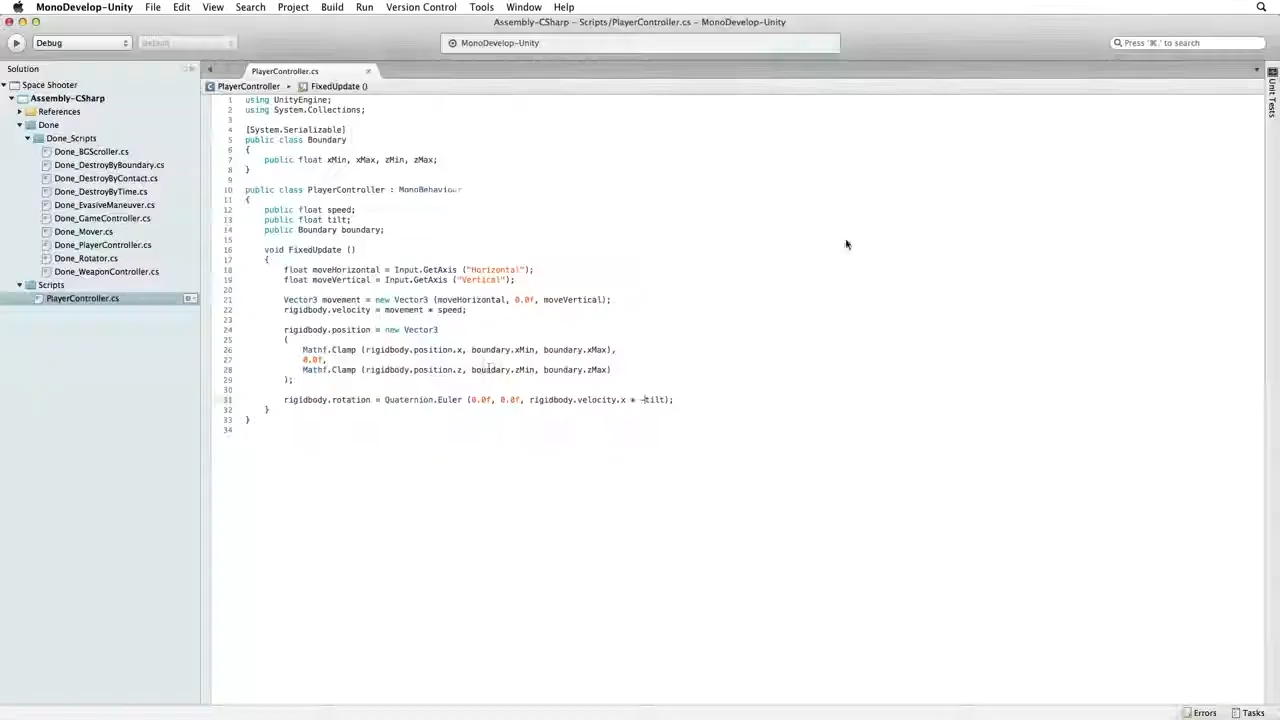 MonoDevelop-Unity File Edit View Search Project Build Run Version Control Tools Window Help
Assembly-CSharp – Scripts/PlayerController.cs – MonoDevelop-Unity
Debug Default MonoDevelop-Unity Press '⌘.' to search
Solution
Space Shooter
Assembly-CSharp
References
Done
Done_Scripts
Done_BGScroller.cs
Done_DestroyByBoundary.cs
Done_DestroyByContact.cs
Done_DestroyByTime.cs
Done_EvasiveManeuver.cs
Done_GameController.cs
Done_Mover.cs
Done_PlayerController.cs
Done_Rotator.cs
Done_WeaponController.cs
Scripts
PlayerController.cs
PlayerController.cs
PlayerController FixedUpdate ()
1 using UnityEngine;
2 using System.Collections;
3
4 [System.Serializable]
5 public class Boundary
6 {
7 public float xMin, xMax, zMin, zMax;
8 }
9
10 public class PlayerController : MonoBehaviour
11 {
12 public float speed;
13 public float tilt;
14 public Boundary boundary;
15
16 void FixedUpdate ()
17 {
18 float moveHorizontal = Input.GetAxis ("Horizontal");
19 float moveVertical = Input.GetAxis ("Vertical");
20
21 Vector3 movement = new Vector3 (moveHorizontal, 0.0f, moveVertical);
22 rigidbody.velocity = movement * speed;
23
24 rigidbody.position = new Vector3
25 (
26 Mathf.Clamp (rigidbody.position.x, boundary.xMin, boundary.xMax),
27 0.0f,
28 Mathf.Clamp (rigidbody.position.z, boundary.zMin, boundary.zMax)
29 );
30
31 rigidbody.rotation = Quaternion.Euler (0.0f, 0.0f, rigidbody.velocity.x * -tilt);
32 }
33 }
34
Unit Tests
Errors Tasks